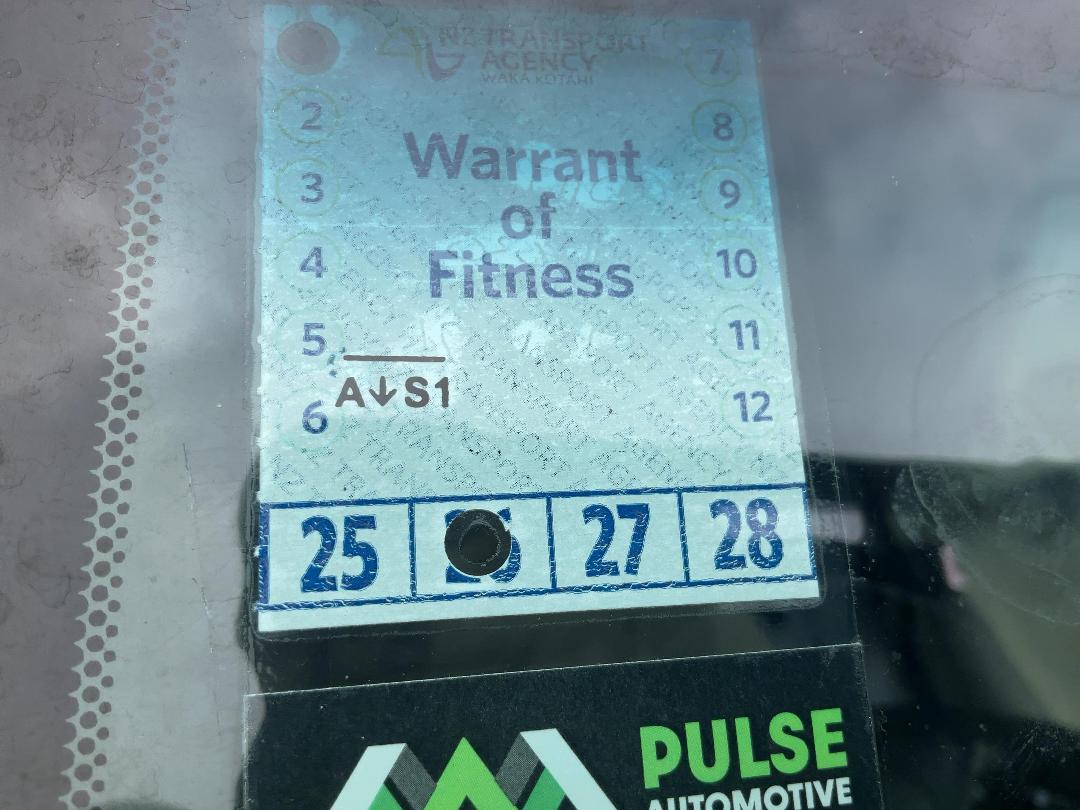 NZ TRANSPORT
AGENCY
WAKA KOTAHI
7
2
8
Warrant
3
of
9
4
Fitness
10
5
11
A↓S1
6
12
25
27
28
PULSE
AUTOMOTIVE